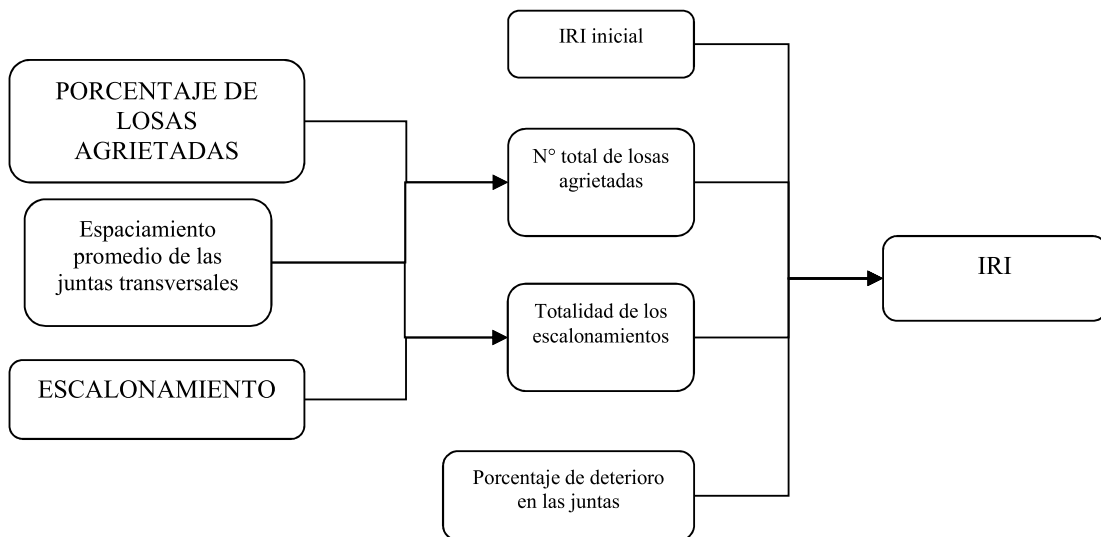 IRI inicial
PORCENTAJE DE
LOSAS
AGRIETADAS
N° total de losas
agrietadas
Espaciamiento
promedio de las
juntas transversales
IRI
Totalidad de los
escalonamientos
ESCALONAMIENTO
Porcentaje de deterioro
en las juntas